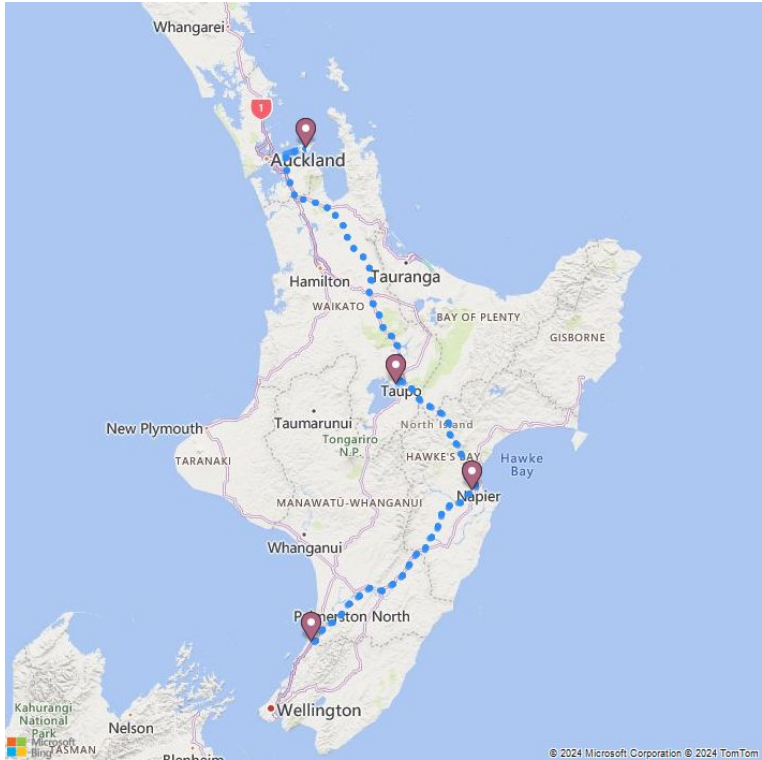 Whangarei
1
Auckland
Tauranga
Hamilton
WAIKATO
BAY OF PLENTY
GISBORNE
Taupo
Taumarunui
North Island
New Plymouth
Tongariro
N.P.
HAWKE'S BAY
Hawke
Bay
TARANAKI
Napier
MANAWATŪ-WHANGANUI
Whanganui
Palmerston North
Kahurangi
National
Park
Wellington
Nelson
TASMAN
Microsoft
Bing
Blenheim
© 2024 Microsoft Corporation © 2024 TomTom